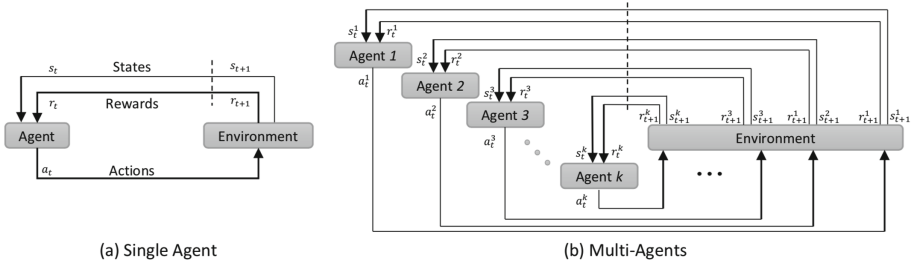 s_t States s_{t+1}
r_t Rewards r_{t+1}
Agent Environment
a_t Actions
(a) Single Agent
s_t^1 r_t^1
Agent 1
a_t^1
s_t^2 r_t^2
Agent 2
a_t^2
s_t^3 r_t^3
Agent 3
a_t^3
s_t^k r_t^k
Agent k
a_t^k
r_{t+1}^k s_{t+1}^k r_{t+1}^3 s_{t+1}^3 r_{t+1}^1 s_{t+1}^2 r_{t+1}^1 s_{t+1}^1
Environment
(b) Multi-Agents